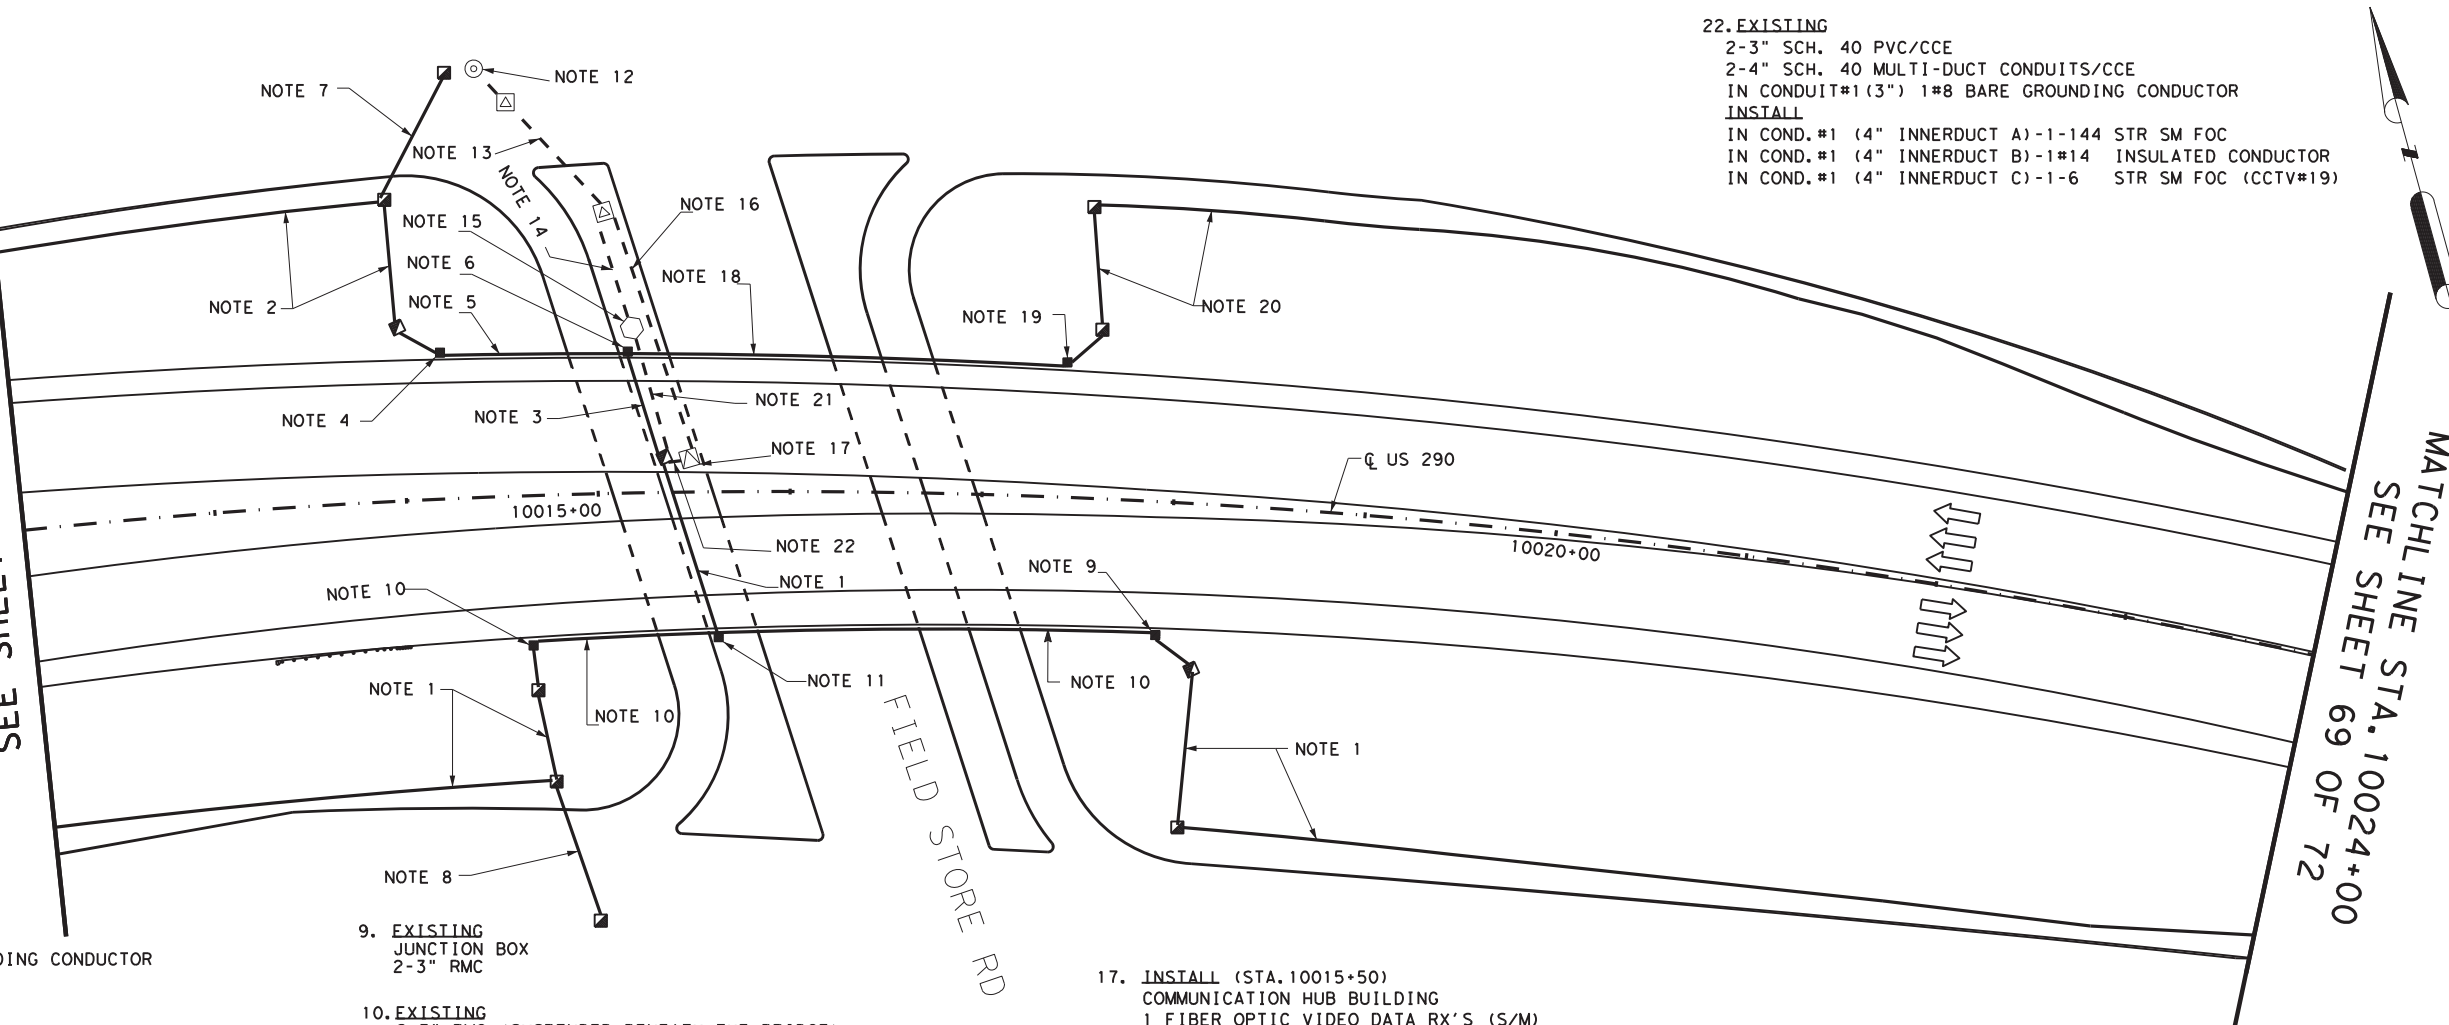 22. EXISTING
2-3" SCH. 40 PVC/CCE
2-4" SCH. 40 MULTI-DUCT CONDUITS/CCE
IN CONDUIT#1(3") 1#8 BARE GROUNDING CONDUCTOR
INSTALL
IN COND.#1 (4" INNERDUCT A)-1-144 STR SM FOC
IN COND.#1 (4" INNERDUCT B)-1#14 INSULATED CONDUCTOR
IN COND.#1 (4" INNERDUCT C)-1-6 STR SM FOC (CCTV#19)
NOTE 7
NOTE 12
NOTE 13
NOTE 14
NOTE 15
NOTE 16
NOTE 6
NOTE 18
NOTE 5
NOTE 2
NOTE 19
NOTE 20
NOTE 4
NOTE 3
NOTE 21
NOTE 17
℄ US 290
10015+00
NOTE 22
NOTE 1
NOTE 9
10020+00
NOTE 10
NOTE 1
NOTE 10
NOTE 11
NOTE 10
NOTE 1
NOTE 8
FIELD STORE RD
MATCHLINE STA.10024+00
SEE SHEET 69 OF 72
SEE
CONDUCTOR
9. EXISTING
JUNCTION BOX
2-3" RMC
10. EXISTING
17. INSTALL (STA.10015+50)
COMMUNICATION HUB BUILDING
1 FIBER OPTIC VIDEO DATA RX'S (S/M)